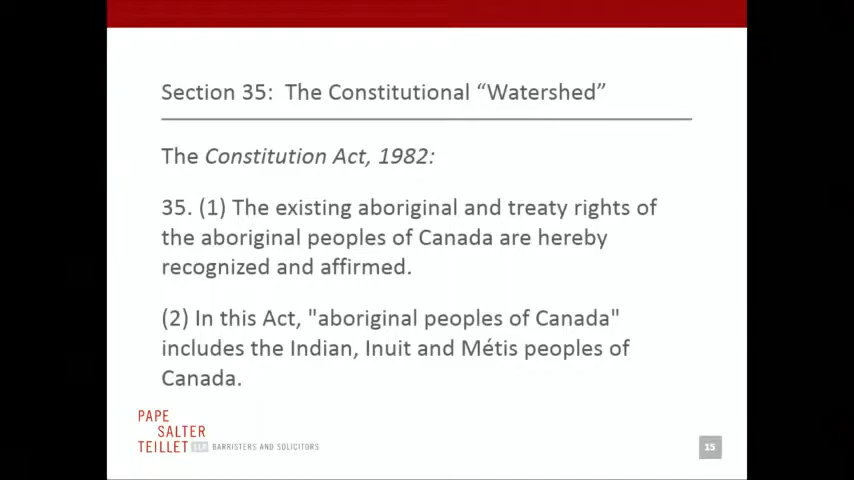 Section 35:  The Constitutional “Watershed”
The Constitution Act, 1982:
35. (1) The existing aboriginal and treaty rights of
the aboriginal peoples of Canada are hereby
recognized and affirmed.
(2) In this Act, "aboriginal peoples of Canada"
includes the Indian, Inuit and Métis peoples of
Canada.
PAPE
SALTER
TEILLET LLP BARRISTERS AND SOLICITORS
15